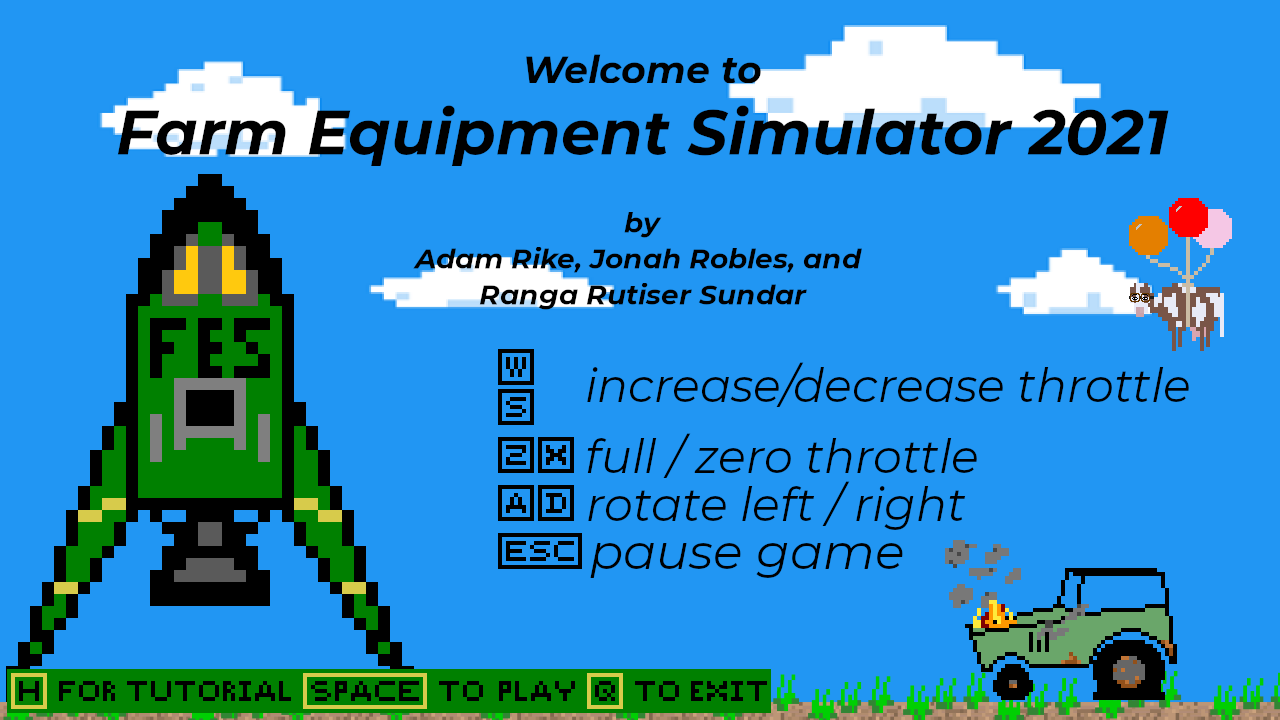 Welcome to
Farm Equipment Simulator 2021
by
Adam Rike, Jonah Robles, and
Ranga Rutiser Sundar
FES
W
S increase/decrease throttle
Z X full / zero throttle
A D rotate left / right
ESC pause game
H FOR TUTORIAL SPACE TO PLAY Q TO EXIT